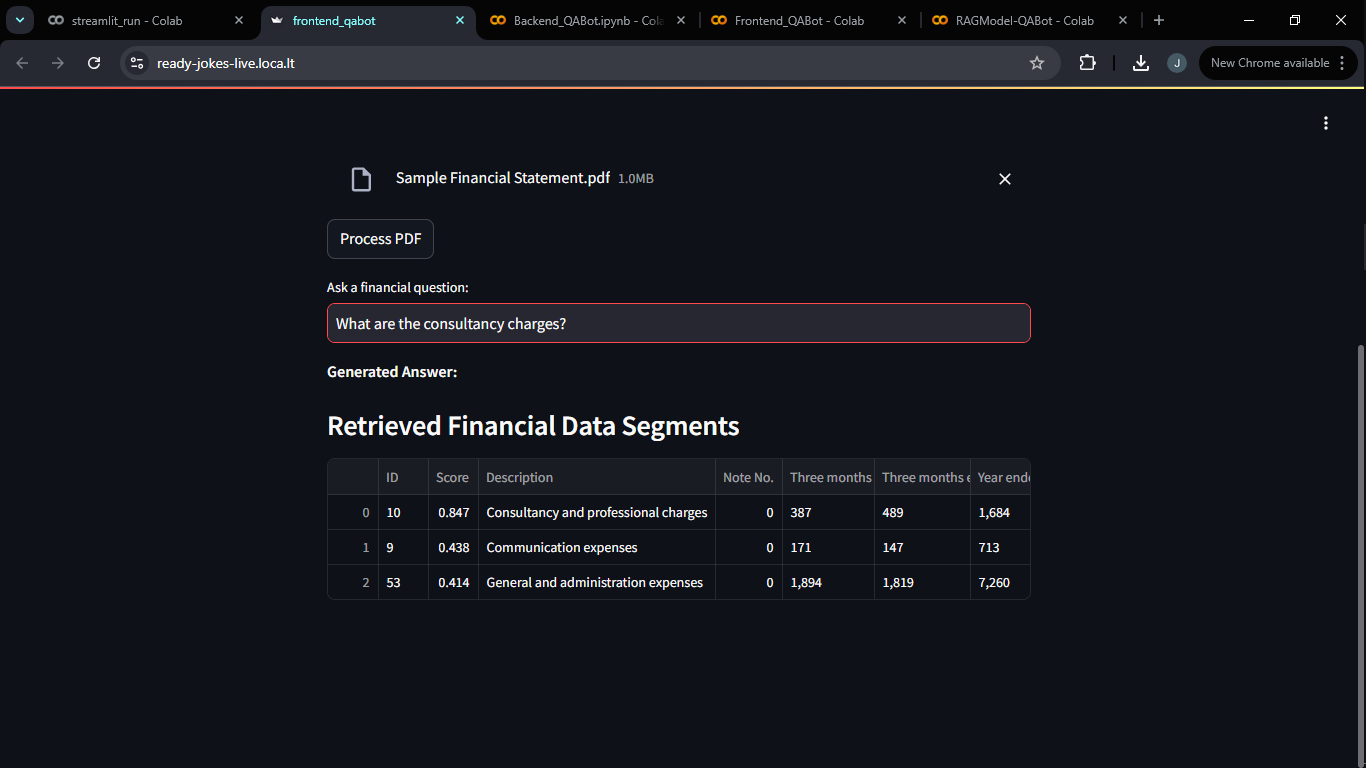 streamlit_run - Colab frontend_qabot Backend_QABot.ipynb - Cola Frontend_QABot - Colab RAGModel-QABot - Colab
ready-jokes-live.loca.lt J New Chrome available
Sample Financial Statement.pdf 1.0MB
Process PDF
Ask a financial question:
What are the consultancy charges?
Generated Answer:
Retrieved Financial Data Segments
ID Score Description Note No. Three months Three months e Year ende
0 10 0.847 Consultancy and professional charges 0 387 489 1,684
1 9 0.438 Communication expenses 0 171 147 713
2 53 0.414 General and administration expenses 0 1,894 1,819 7,260